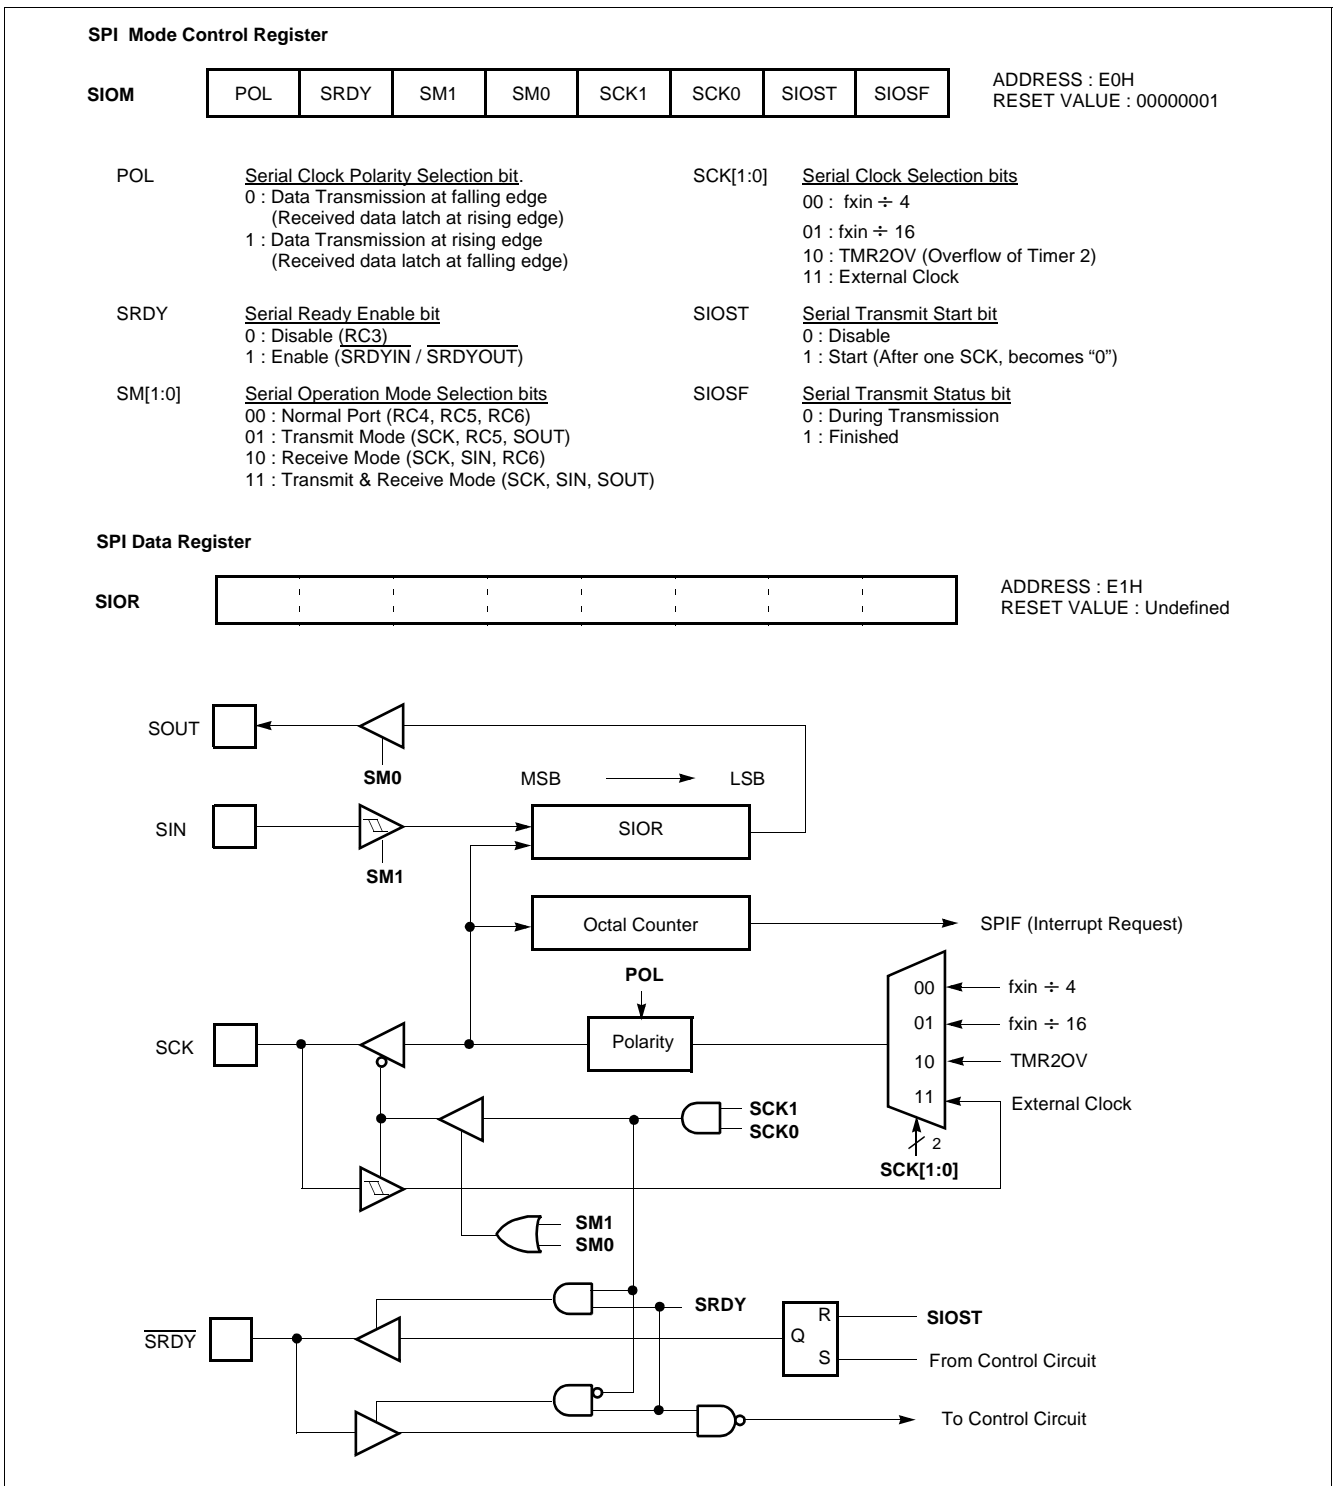 SPI Mode Control Register
SIOM POL SRDY SM1 SM0 SCK1 SCK0 SIOST SIOSF
ADDRESS : E0H
RESET VALUE : 00000001
POL Serial Clock Polarity Selection bit.
0 : Data Transmission at falling edge
(Received data latch at rising edge)
1 : Data Transmission at rising edge
(Received data latch at falling edge)
SCK[1:0] Serial Clock Selection bits
00 : fxin ÷ 4
01 : fxin ÷ 16
10 : TMR2OV (Overflow of Timer 2)
11 : External Clock
SRDY Serial Ready Enable bit
0 : Disable (RC3)
1 : Enable (SRDYIN / SRDYOUT)
SIOST Serial Transmit Start bit
0 : Disable
1 : Start (After one SCK, becomes “0”)
SM[1:0] Serial Operation Mode Selection bits
00 : Normal Port (RC4, RC5, RC6)
01 : Transmit Mode (SCK, RC5, SOUT)
10 : Receive Mode (SCK, SIN, RC6)
11 : Transmit & Receive Mode (SCK, SIN, SOUT)
SIOSF Serial Transmit Status bit
0 : During Transmission
1 : Finished
SPI Data Register
SIOR
ADDRESS : E1H
RESET VALUE : Undefined
SOUT
SM0
MSB LSB
SIN
SIOR
SM1
Octal Counter
SPIF (Interrupt Request)
POL
00 fxin ÷ 4
01 fxin ÷ 16
SCK
Polarity
10 TMR2OV
11 External Clock
SCK1
SCK0
2
SCK[1:0]
SM1
SM0
SRDY
SRDY
R SIOST
Q
S From Control Circuit
To Control Circuit